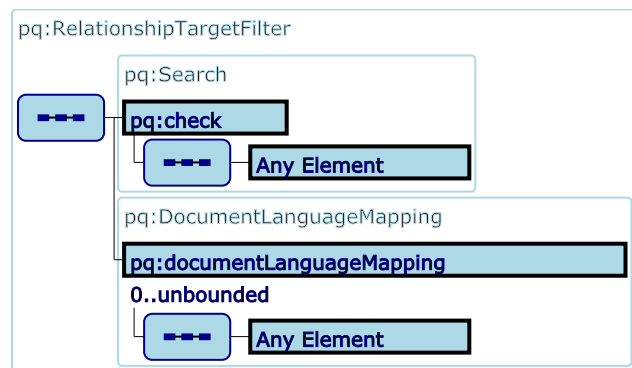 pq:RelationshipTargetFilter
pq:Search
pq:check
Any Element
pq:DocumentLanguageMapping
pq:documentLanguageMapping
0..unbounded
Any Element